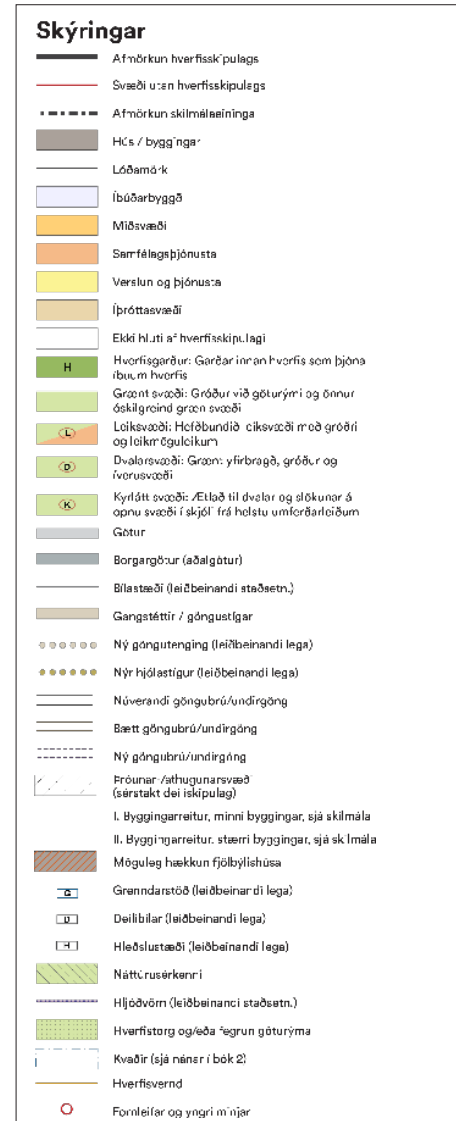 Skýringar
Afmörkun hverfisskipulags
Svæði utan hverfisskipulags
Afmörkun skilmálaeininga
Hús / byggingar
Lóðamörk
Íbúðarbyggð
Miðsvæði
Samfélagsþjónusta
Verslun og þjónusta
Íþróttasvæði
Ekki hluti af hverfisskipulagi
H
Hverfisgarður: Garðar innan hverfis sem þjóna
íbúum hverfis
Grænt svæði: Gróður við göturými og önnur
óskilgreind græn svæði
L
Leiksvæði: Hefðbundið leiksvæði með gróðri
og leikmöguleikum
D
Dvalarsvæði: Grænt yfirbragð, gróður og
íverusvæði
K
Kyrlátt svæði: Ætlað til dvalar og slökunar á
opnu svæði í skjóli frá helstu umferðarleiðum
Götur
Borgargötur (aðalgötur)
Bílastæði (leiðbeinandi staðsetn.)
Gangstéttir / göngustígar
Ný göngutenging (leiðbeinandi lega)
Nýr hjólastígur (leiðbeinandi lega)
Núverandi göngubrú/undirgöng
Bætt göngubrú/undirgöng
Ný göngubrú/undirgöng
Þróunar-/athugunarsvæði
(sérstakt deiliskipulag)
I. Byggingarreitur, minni byggingar, sjá skilmála
II. Byggingarreitur, stærri byggingar, sjá skilmála
Möguleg hækkun fjölbýlishúsa
G
Grenndarstöð (leiðbeinandi lega)
D
Deilibílar (leiðbeinandi lega)
H
Hleðslustæði (leiðbeinandi lega)
Náttúrusérkenni
Hljóðvörn (leiðbeinandi staðsetn.)
Hverfistorg og/eða fegrun göturýma
Kvaðir (sjá nánar í bók 2)
Hverfisvernd
Fornleifar og yngri minjar